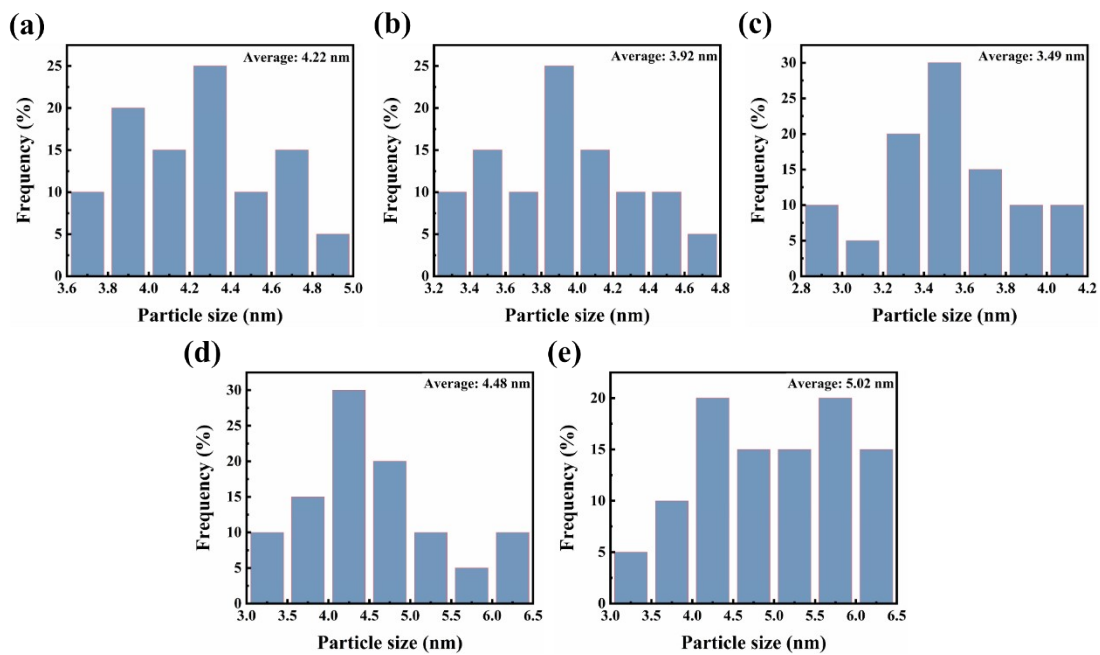 (a)
Average: 4.22 nm
Frequency (%)
25
20
15
10
5
0
3.6 3.8 4.0 4.2 4.4 4.6 4.8 5.0
Particle size (nm)
(b)
Average: 3.92 nm
Frequency (%)
25
20
15
10
5
0
3.2 3.4 3.6 3.8 4.0 4.2 4.4 4.6 4.8
Particle size (nm)
(c)
Average: 3.49 nm
Frequency (%)
30
25
20
15
10
5
0
2.8 3.0 3.2 3.4 3.6 3.8 4.0 4.2
Particle size (nm)
(d)
Average: 4.48 nm
Frequency (%)
30
25
20
15
10
5
0
3.0 3.5 4.0 4.5 5.0 5.5 6.0 6.5
Particle size (nm)
(e)
Average: 5.02 nm
Frequency (%)
20
15
10
5
0
3.0 3.5 4.0 4.5 5.0 5.5 6.0 6.5
Particle size (nm)